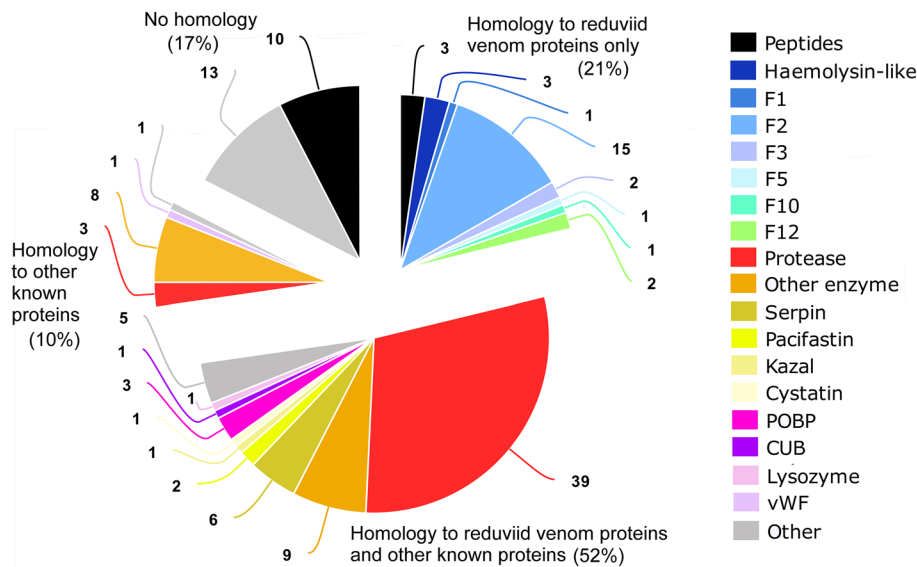 No homology
(17%)
10
13
Homology to reduviid
venom proteins only
(21%)
3
3
1
15
2
1
1
2
1
1
8
3
Homology
to other
known
proteins
(10%)
5
1
1
3
1
1
2
6
9
39
Homology to reduviid venom proteins
and other known proteins (52%)
Peptides
Haemolysin-like
F1
F2
F3
F5
F10
F12
Protease
Other enzyme
Serpin
Pacifastin
Kazal
Cystatin
POBP
CUB
Lysozyme
vWF
Other